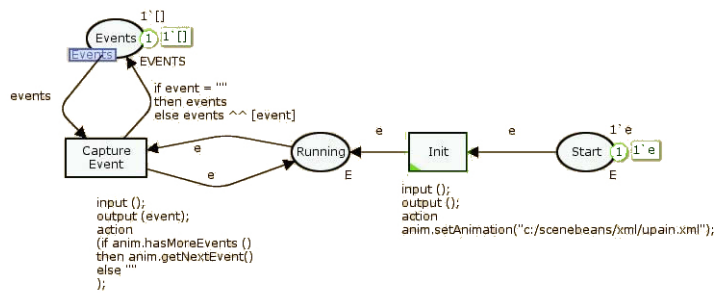 1`[]
Events
1
1`[]
Events
EVENTS
events
if event = ""
then events
else events ^^ [event]
Capture
Event
e
e
Running
E
e
Init
e
1`e
Start
1
1`e
E
input ();
output (event);
action
(if anim.hasMoreEvents ()
then anim.getNextEvent()
else ""
);
input ();
output ();
action
anim.setAnimation("c:/scenebeans/xml/upain.xml");